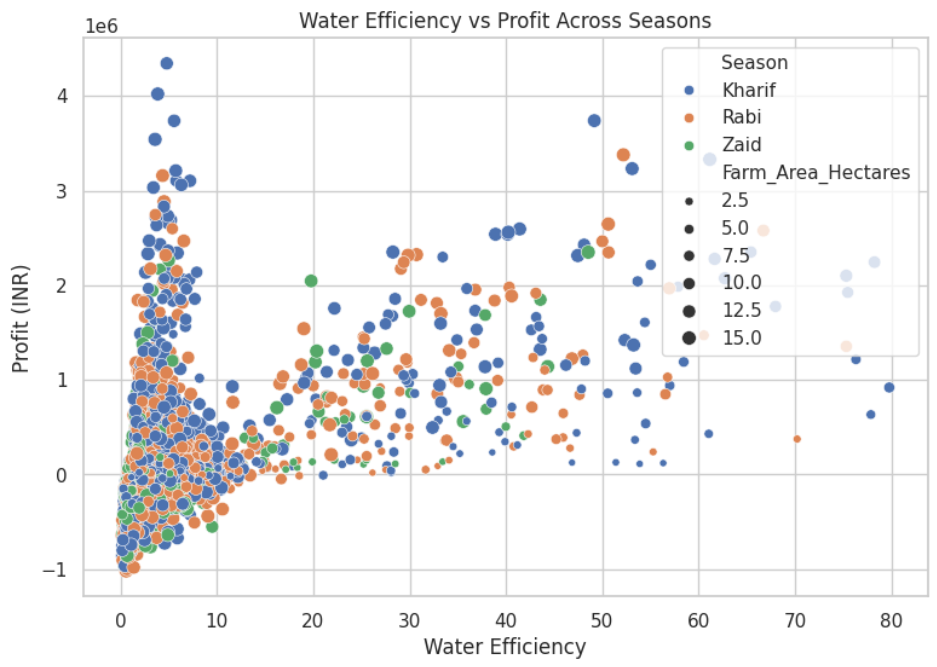 Water Efficiency vs Profit Across Seasons
1e6
Season
Kharif
Rabi
Zaid
Farm_Area_Hectares
2.5
5.0
7.5
10.0
12.5
15.0
4
3
2
1
0
−1
Profit (INR)
0 10 20 30 40 50 60 70 80
Water Efficiency